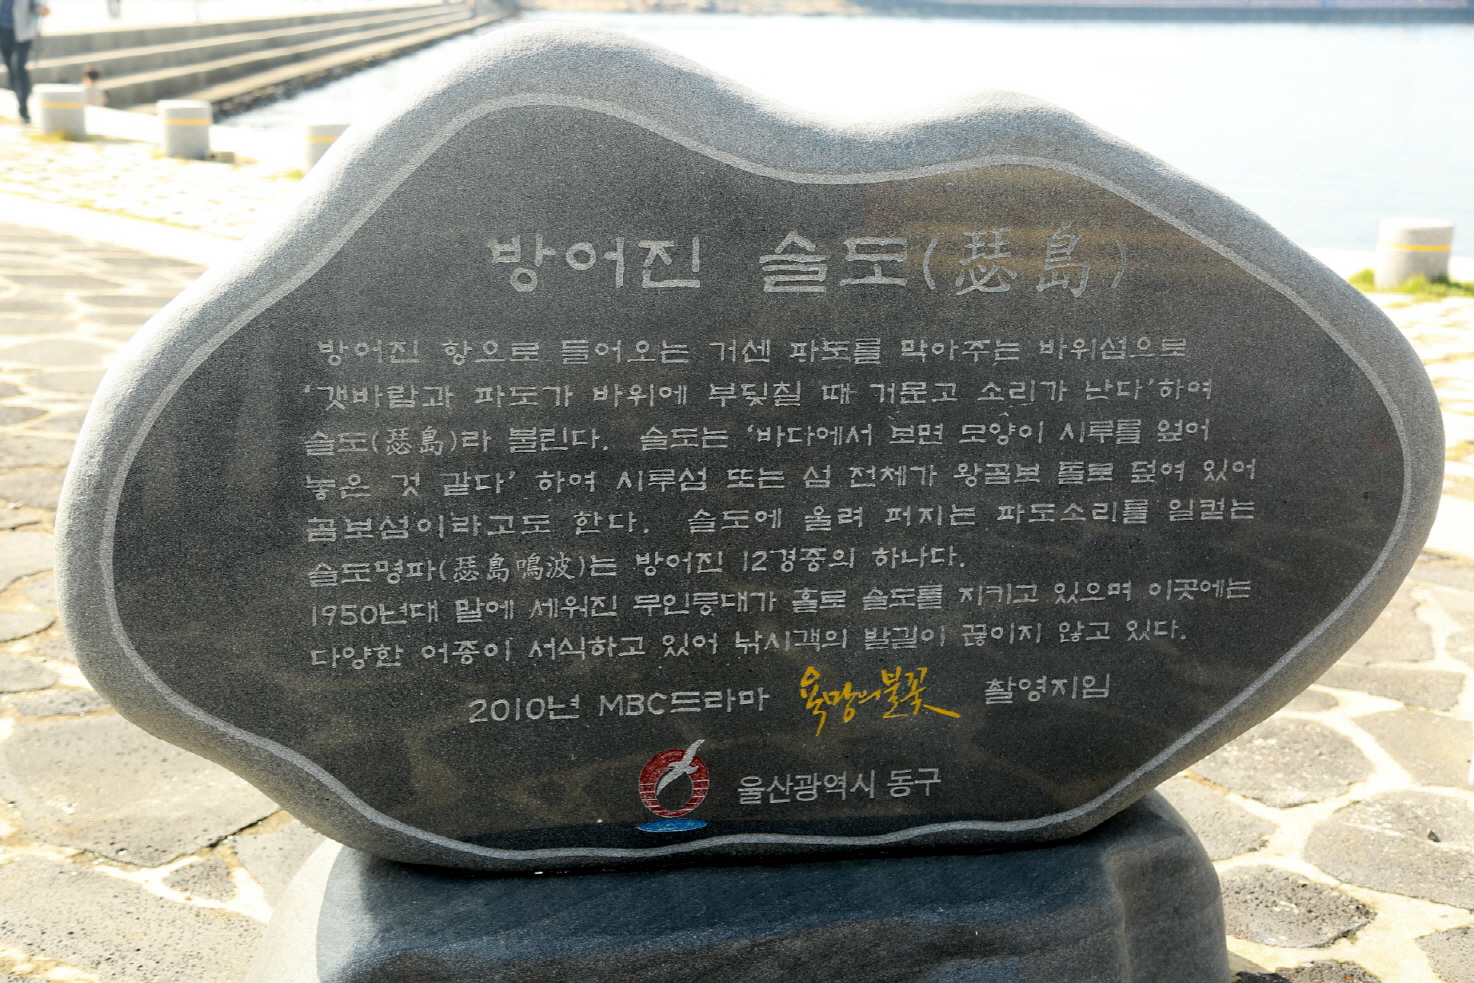 방어진 슬도(瑟島)
방어진 항으로 들어오는 거센 파도를 막아주는 바위섬으로
‘갯바람과 파도가 바위에 부딪칠 때 거문고 소리가 난다’하여
슬도(瑟島)라 불린다. 슬도는 ‘바다에서 보면 모양이 시루를 엎어
놓은 것 같다’ 하여 시루섬 또는 섬 전체가 왕곰보 돌로 덮여 있어
곰보섬이라고도 한다. 슬도에 울려 퍼지는 파도소리를 일컫는
슬도명파(瑟島鳴波)는 방어진 12경중의 하나다.
1950년대 말에 세워진 무인등대가 홀로 슬도를 지키고 있으며 이곳에는
다양한 어종이 서식하고 있어 낚시객의 발길이 끊이지 않고 있다.
2010년 MBC드라마 욕망의불꽃 촬영지임
울산광역시 동구